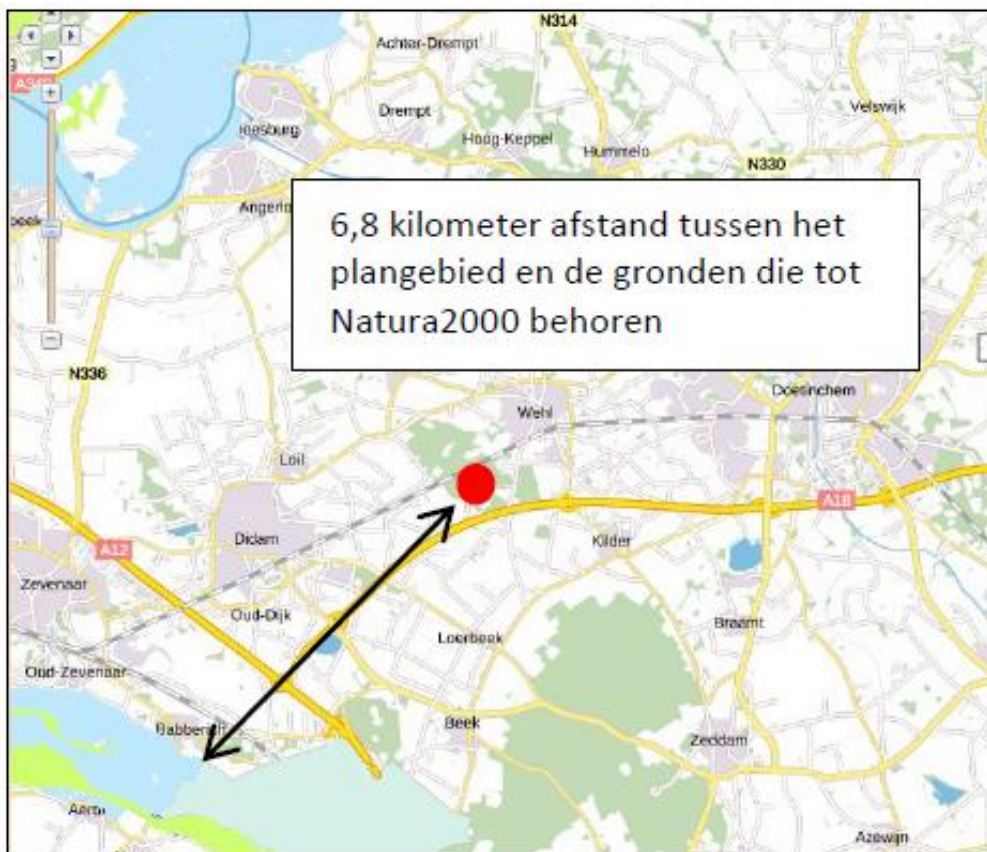 N314
Achter-Drempt
Drempt
Velswijk
Hoog-Keppel
Hummelo
N330
beek
6,8 kilometer afstand tussen het
plangebied en de gronden die tot
Natura2000 behoren
N336
Doetinchem
Wehl
Loil
A18
Didam
A12
Kilder
Zevenaar
Oud-Dijk
Braamt
Loerbeek
Oud-Zevenaar
Beek
Zeddam
Azewijn